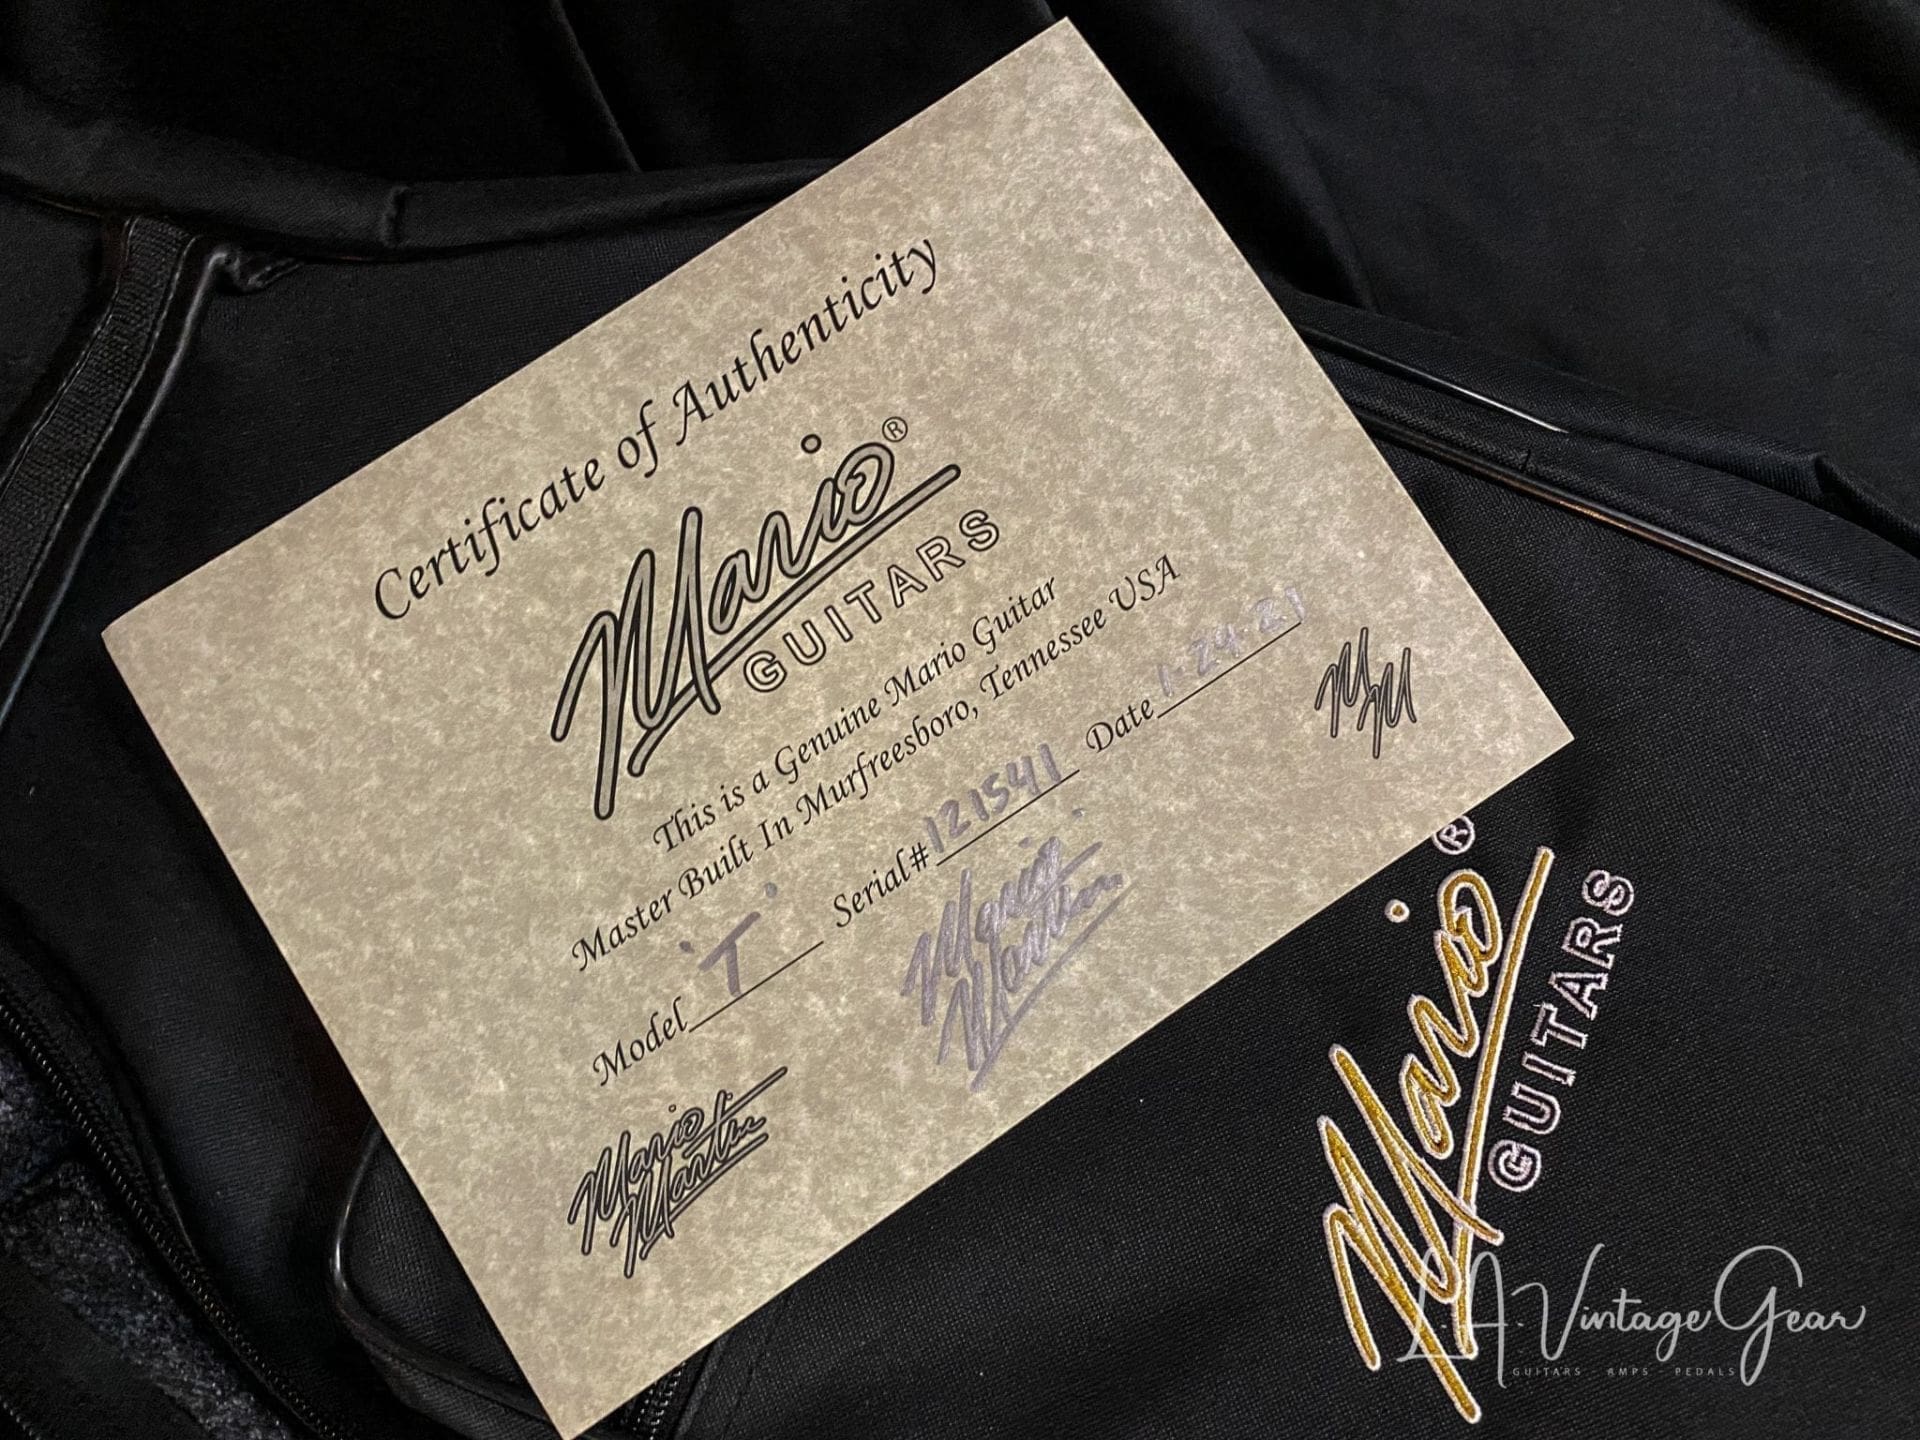 Certificate of Authenticity
Mario®
GUITARS
This is a Genuine Mario Guitar
Master Built In Murfreesboro, Tennessee USA
Model 'T' Serial# 121541 Date 1-24-21
MM
Mario Martin
Mario Martin
Mario®
GUITARS
L.A. Vintage Gear
GUITARS - AMPS - PEDALS